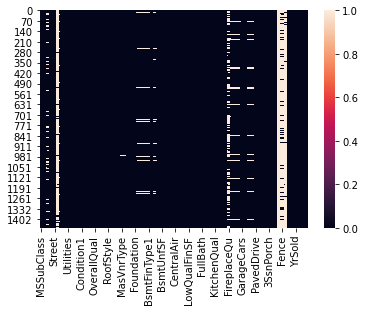 0
70
140
210
280
350
420
491
561
631
701
771
841
911
981
1051
1121
1191
1261
1332
1402
1.0
0.8
0.6
0.4
0.2
0.0
MSSubClass
Street
Utilities
Condition1
OverallQual
RoofStyle
MasVnrType
Foundation
BsmtFinType1
BsmtUnfSF
CentralAir
LowQualFinSF
FullBath
KitchenQual
FireplaceQu
GarageCars
PavedDrive
3SsnPorch
Fence
YrSold